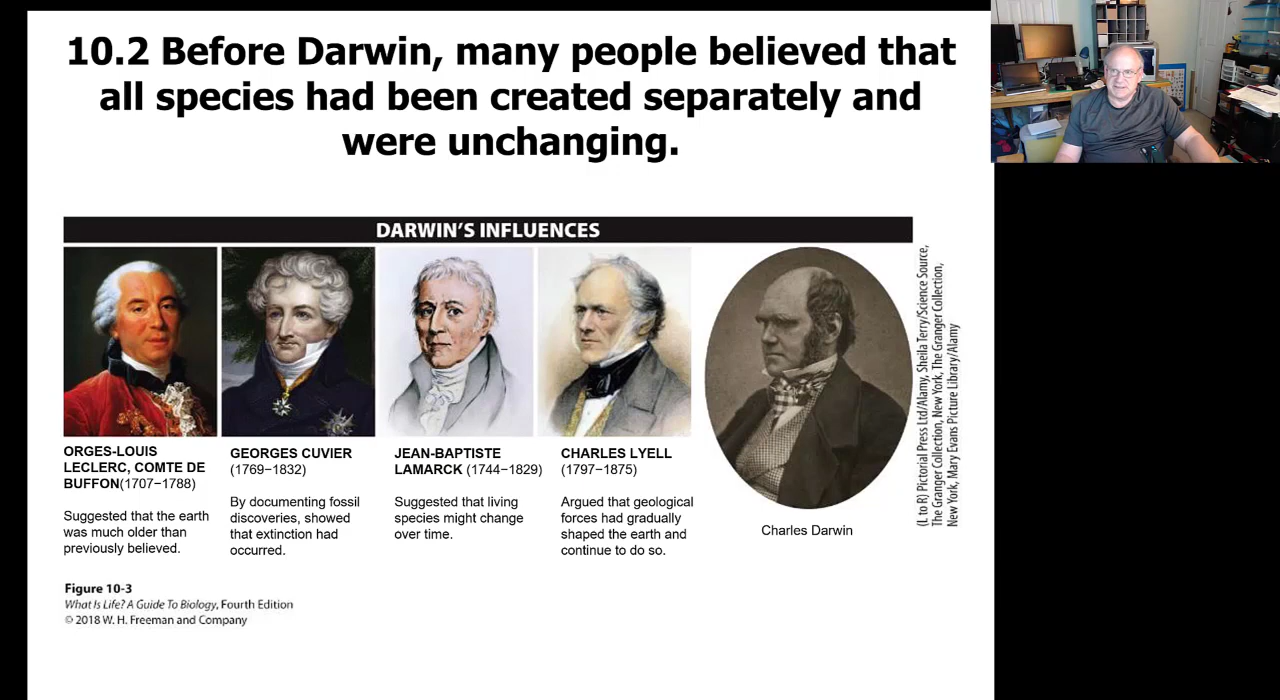 10.2 Before Darwin, many people believed that
all species had been created separately and
were unchanging.
DARWIN'S INFLUENCES
ORGES-LOUIS
LECLERC, COMTE DE
BUFFON(1707−1788)
Suggested that the earth
was much older than
previously believed.
GEORGES CUVIER
(1769−1832)
By documenting fossil
discoveries, showed
that extinction had
occurred.
JEAN-BAPTISTE
LAMARCK (1744−1829)
Suggested that living
species might change
over time.
CHARLES LYELL
(1797−1875)
Argued that geological
forces had gradually
shaped the earth and
continue to do so.
Charles Darwin
(L to R) Pictorial Press Ltd/Alamy, Sheila Terry/Science Source,
The Granger Collection, New York, The Granger Collection,
New York, Mary Evans Picture Library/Alamy
Figure 10-3
What Is Life? A Guide To Biology, Fourth Edition
© 2018 W. H. Freeman and Company